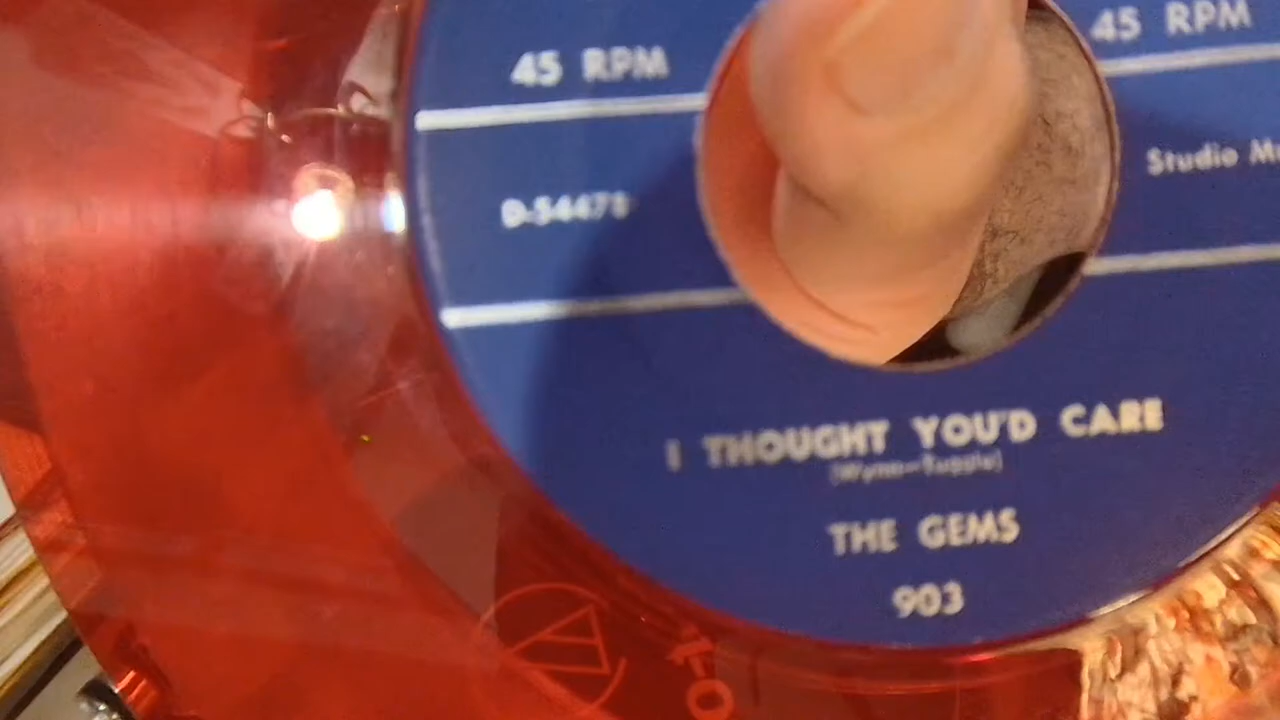 45 RPM
45 RPM
Studio
D-54478
I THOUGHT YOU'D CARE
THE GEMS
903